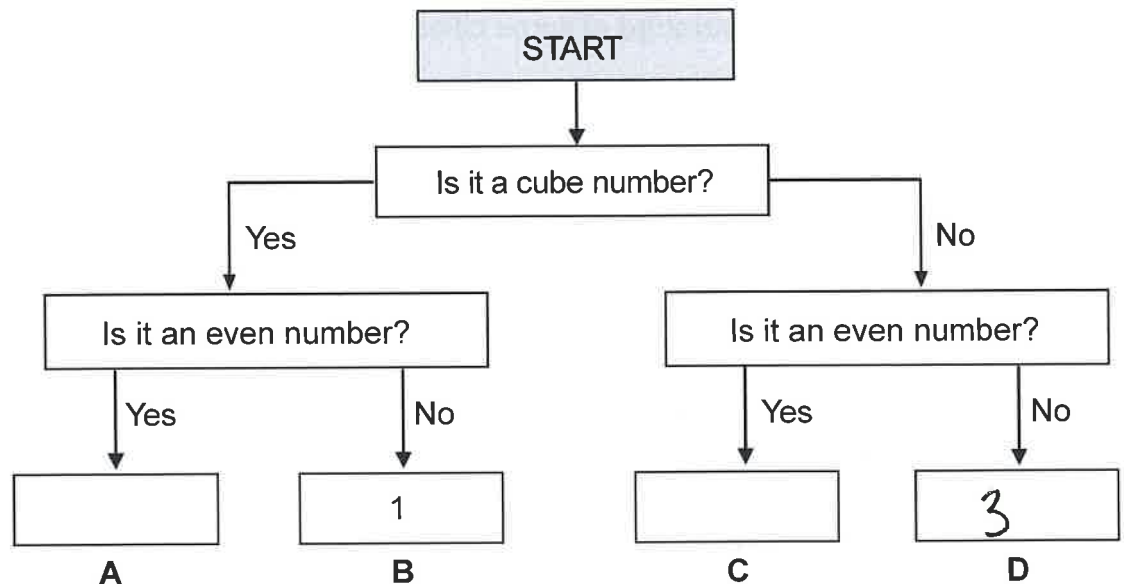 START
Is it a cube number?
Yes
No
Is it an even number?
Is it an even number?
Yes
No
Yes
No
1
3
A
B
C
D